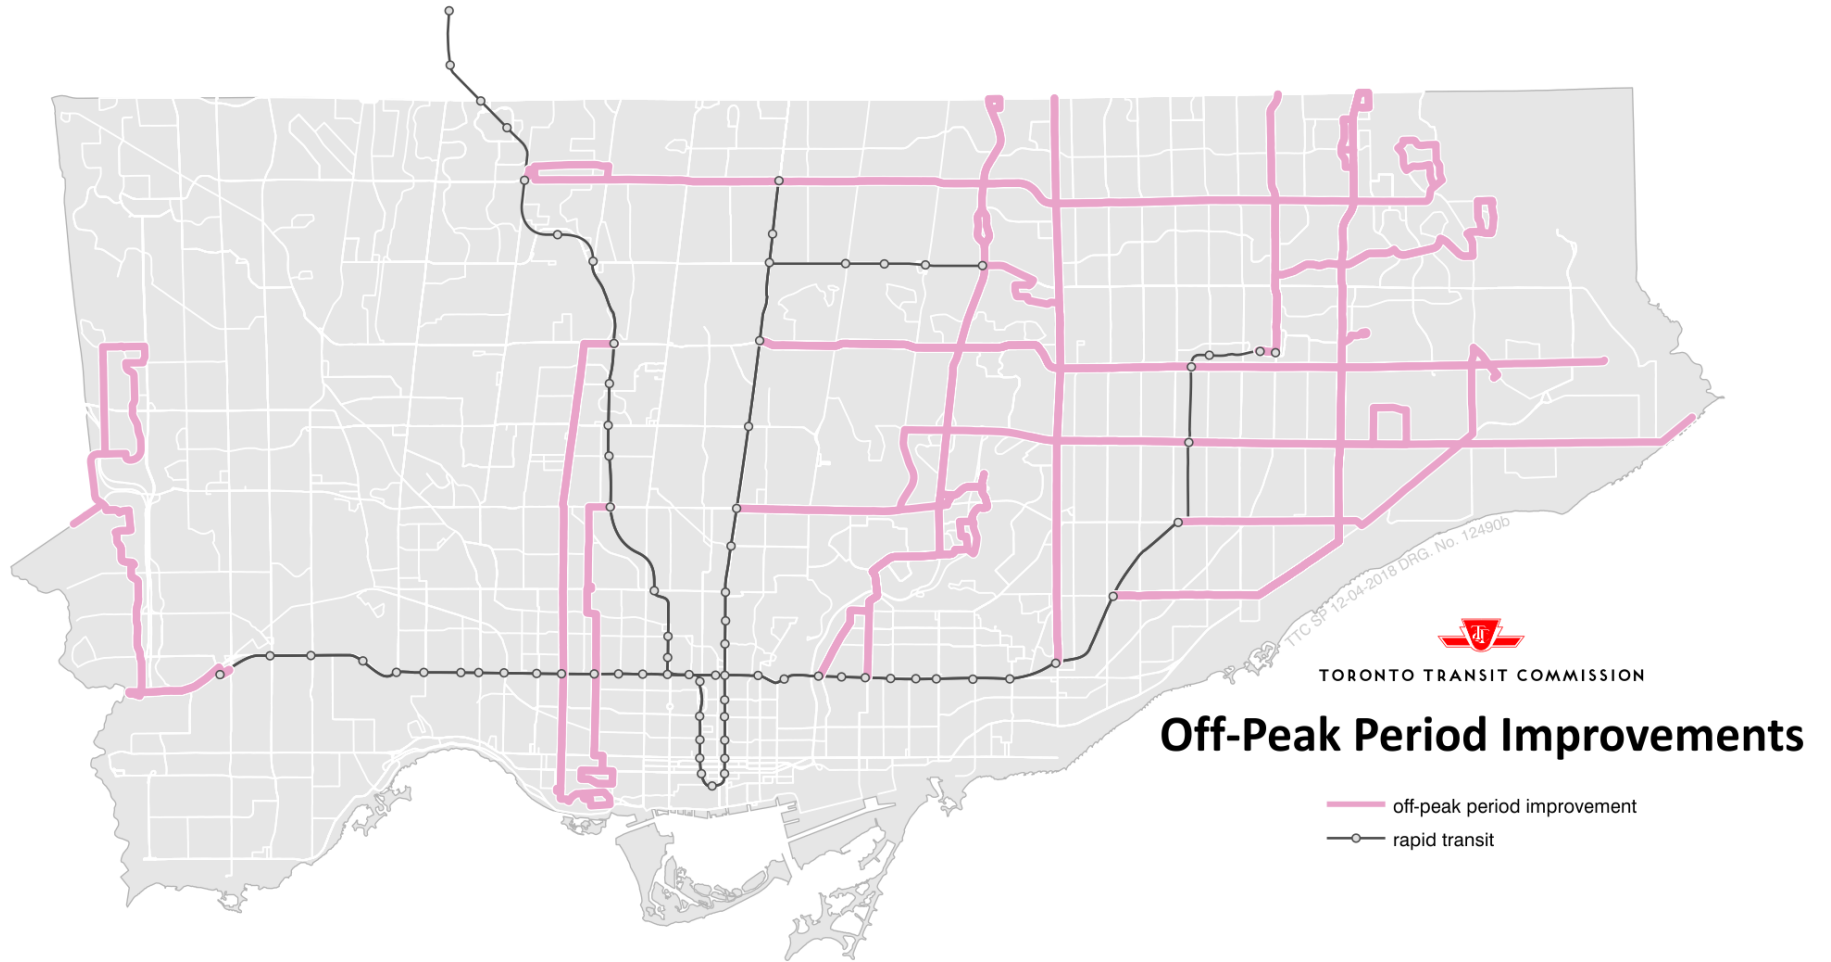 TTC SP 12-04-2018 DRG. No. 12490b
TORONTO TRANSIT COMMISSION
Off-Peak Period Improvements
off-peak period improvement
rapid transit